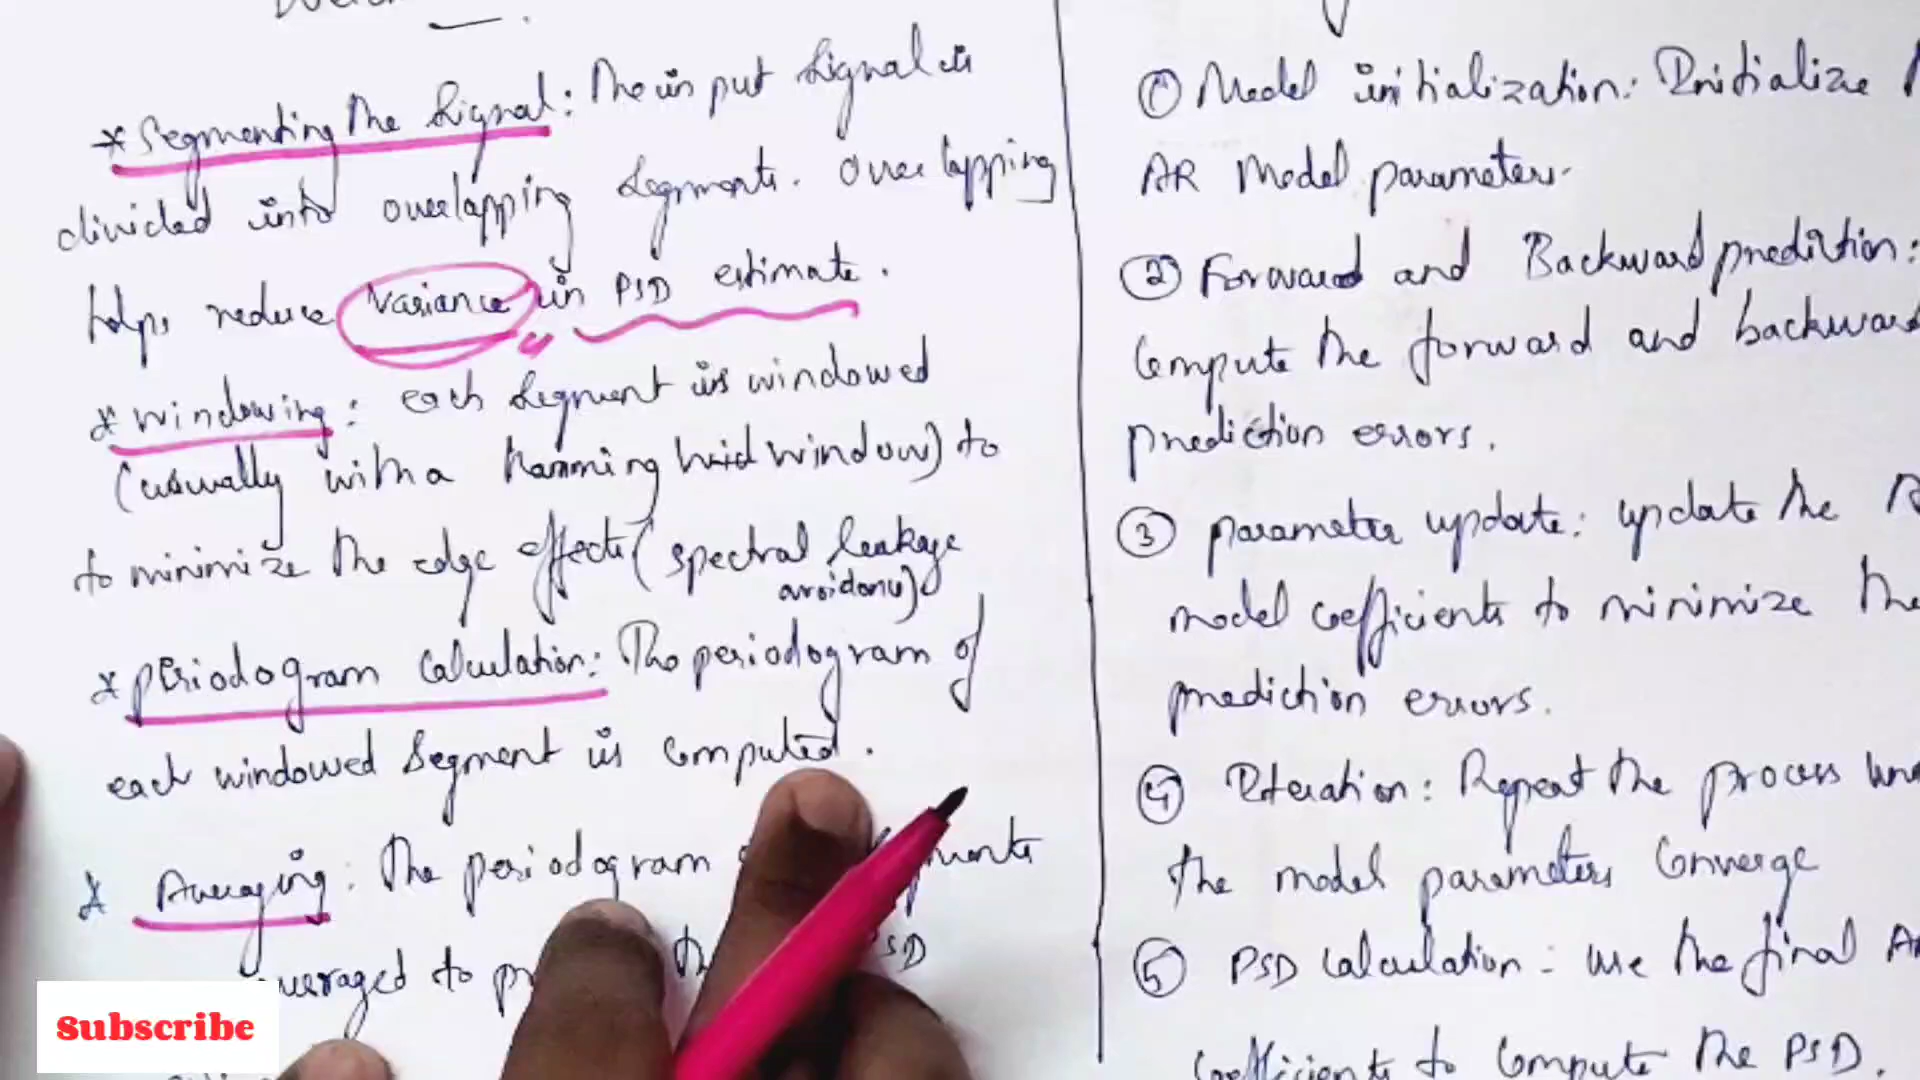 * Segmenting the Signal: The input signal is
divided into overlapping segments. Overlapping
helps reduce Variance in PSD estimate.
* Windowing: each segment is windowed
(usually with a Hamming window) to
to minimize the edge effects (spectral leakage
avoidance)
* Periodogram Calculation: The periodogram of
each windowed segment is computed.
* Averaging: The periodogram
averaged to PSD
Subscribe
① Model initialization: Initialize
AR Model parameters.
② Forward and Backward prediction:
Compute the forward and backward
prediction errors.
③ parameter update: update the
model coefficients to minimize the
prediction errors.
④ Iteration: Repeat the process
the model parameters Converge
⑤ PSD Calculation - use the final
Coefficients to Compute the PSD.